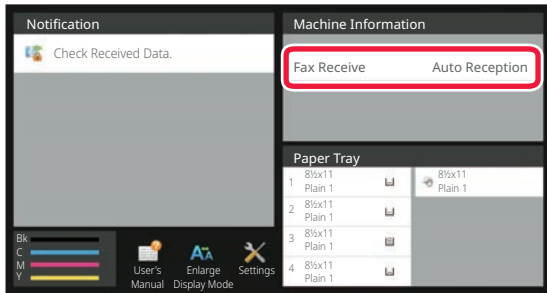 Notification
Check Received Data.
Machine Information
Fax Receive Auto Reception
Paper Tray
1 8½x11
Plain 1
2 8½x11
Plain 1
3 8½x11
Plain 1
4 8½x11
Plain 1
8½x11
Plain 1
Bk
C
M
Y
User's
Manual
AA
Enlarge
Display Mode
Settings